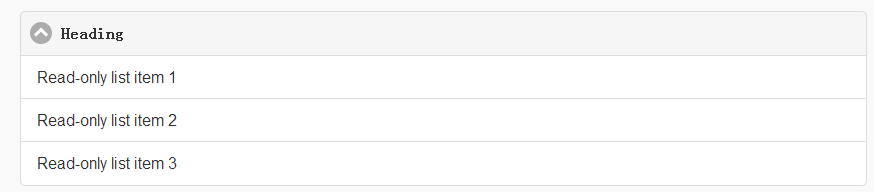 Heading
Read-only list item 1
Read-only list item 2
Read-only list item 3